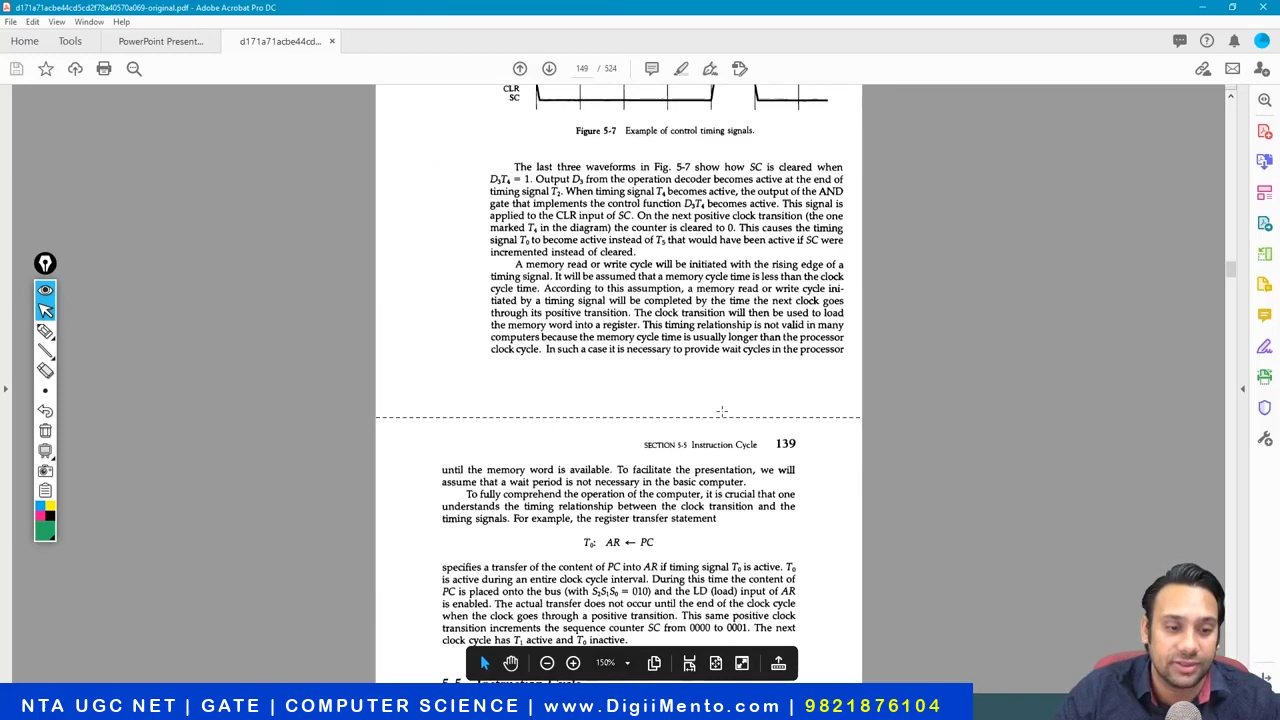 d171a71acbe44cd5cd2f78a40570a069-original.pdf - Adobe Acrobat Pro DC
File Edit View Window Help
Home Tools PowerPoint Present... d171a71acbe44cd... ×
149 / 524
CLR
SC
Figure 5-7 Example of control timing signals.
The last three waveforms in Fig. 5-7 show how SC is cleared when
D₃T₄ = 1. Output D₃ from the operation decoder becomes active at the end of
timing signal T₂. When timing signal T₄ becomes active, the output of the AND
gate that implements the control function D₃T₄ becomes active. This signal is
applied to the CLR input of SC. On the next positive clock transition (the one
marked T₄ in the diagram) the counter is cleared to 0. This causes the timing
signal T₀ to become active instead of T₅ that would have been active if SC were
incremented instead of cleared.
A memory read or write cycle will be initiated with the rising edge of a
timing signal. It will be assumed that a memory cycle time is less than the clock
cycle time. According to this assumption, a memory read or write cycle ini-
tiated by a timing signal will be completed by the time the next clock goes
through its positive transition. The clock transition will then be used to load
the memory word into a register. This timing relationship is not valid in many
computers because the memory cycle time is usually longer than the processor
clock cycle. In such a case it is necessary to provide wait cycles in the processor
SECTION 5-5 Instruction Cycle 139
until the memory word is available. To facilitate the presentation, we will
assume that a wait period is not necessary in the basic computer.
To fully comprehend the operation of the computer, it is crucial that one
understands the timing relationship between the clock transition and the
timing signals. For example, the register transfer statement
T₀: AR ← PC
specifies a transfer of the content of PC into AR if timing signal T₀ is active. T₀
is active during an entire clock cycle interval. During this time the content of
PC is placed onto the bus (with S₂S₁S₀ = 010) and the LD (load) input of AR
is enabled. The actual transfer does not occur until the end of the clock cycle
when the clock goes through a positive transition. This same positive clock
transition increments the sequence counter SC from 0000 to 0001. The next
clock cycle has T₁ active and T₀ inactive.
150%
5-5 Instruction Cycle
NTA UGC NET | GATE | COMPUTER SCIENCE | www.DigiiMento.com | 9821876104